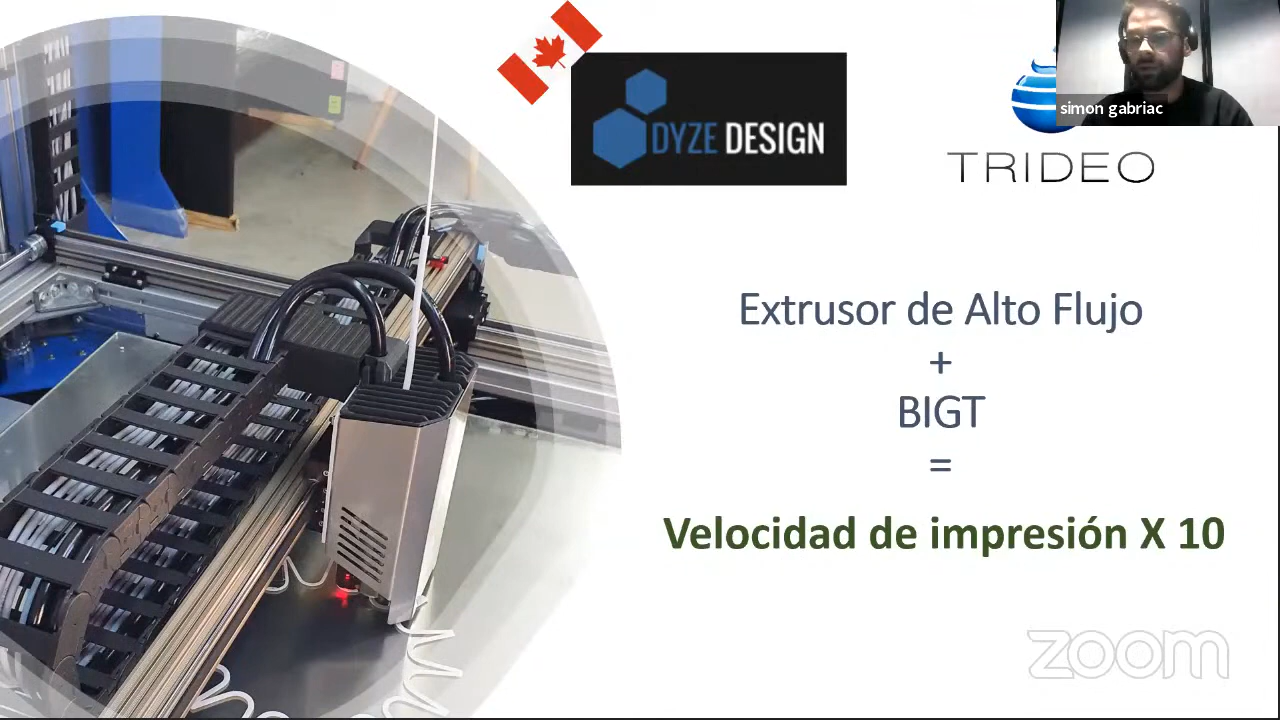 DYZE DESIGN
simon gabriac
TRIDEO
Extrusor de Alto Flujo
+
BIGT
=
Velocidad de impresión X 10
zoom